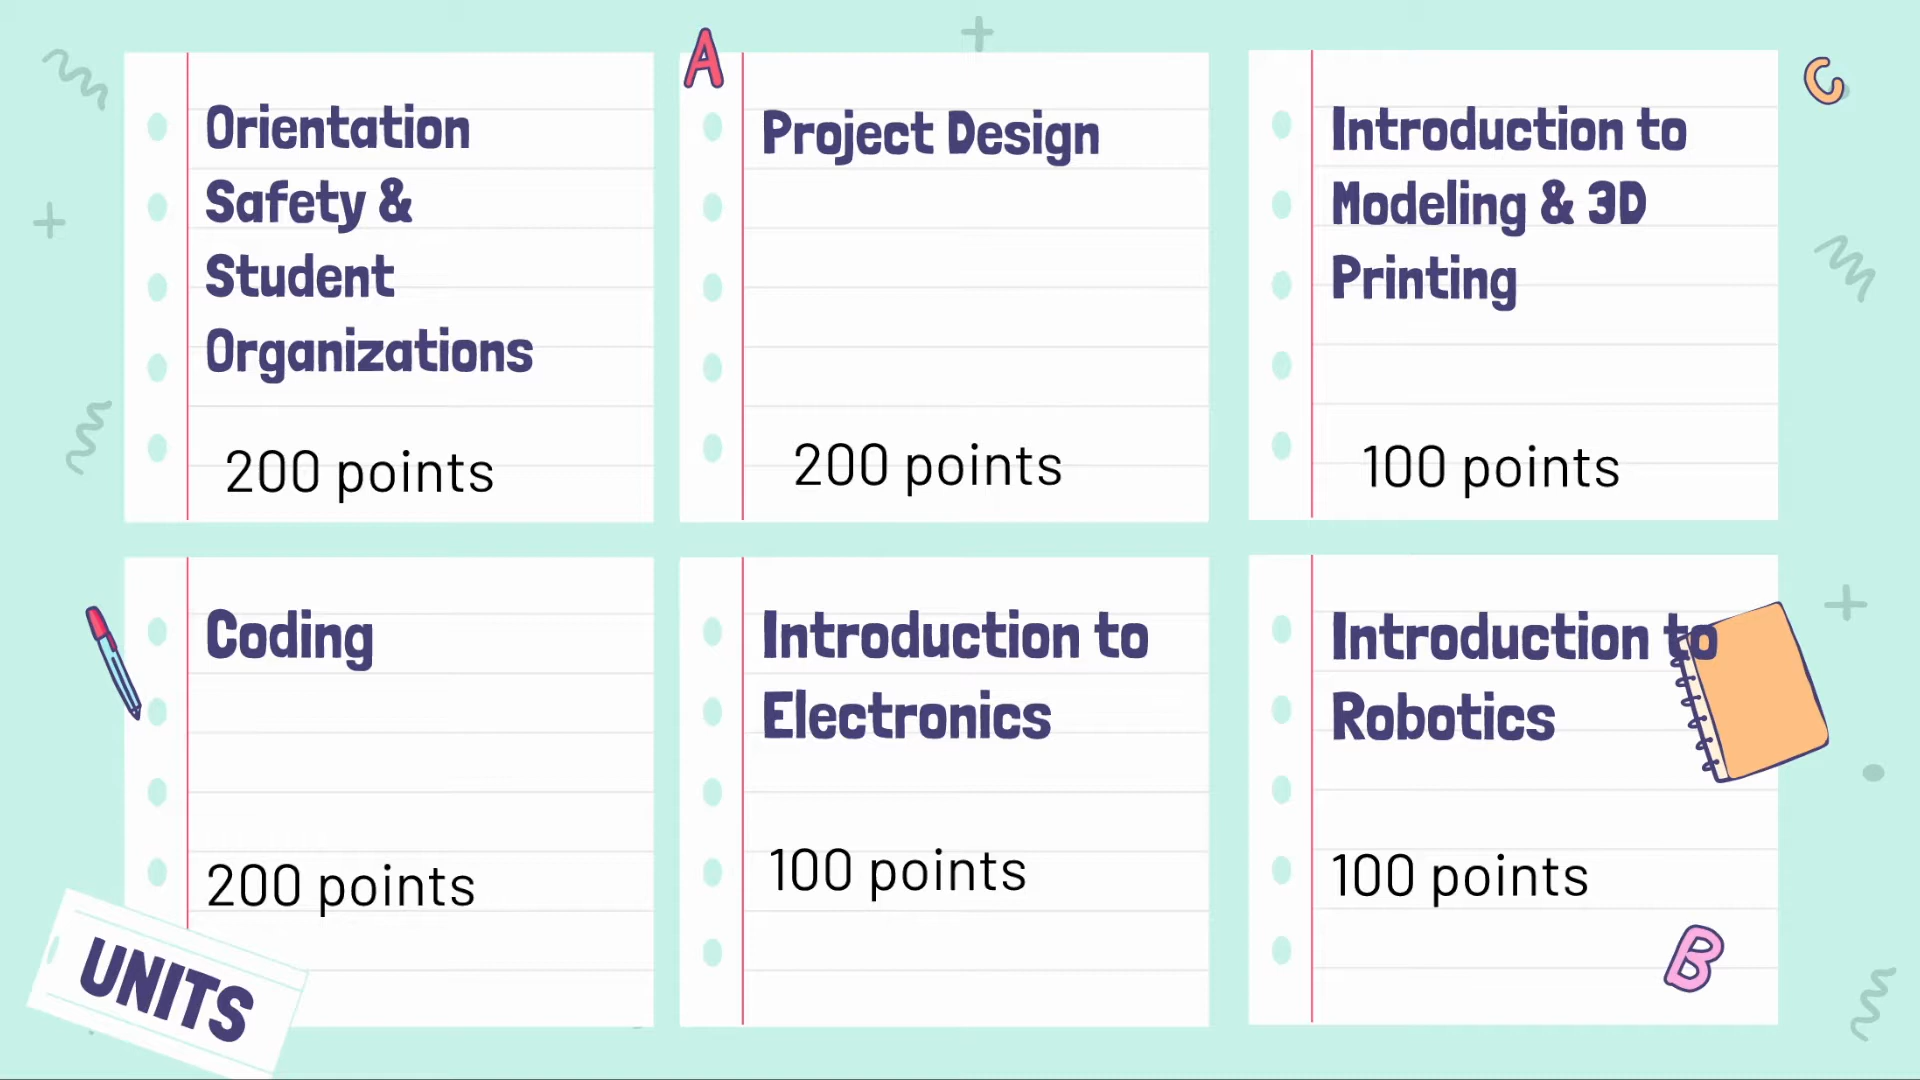 Orientation
Safety &
Student
Organizations
200 points
A
Project Design
200 points
Introduction to
Modeling & 3D
Printing
100 points
C
Coding
200 points
Introduction to
Electronics
100 points
Introduction to
Robotics
100 points
B
UNITS